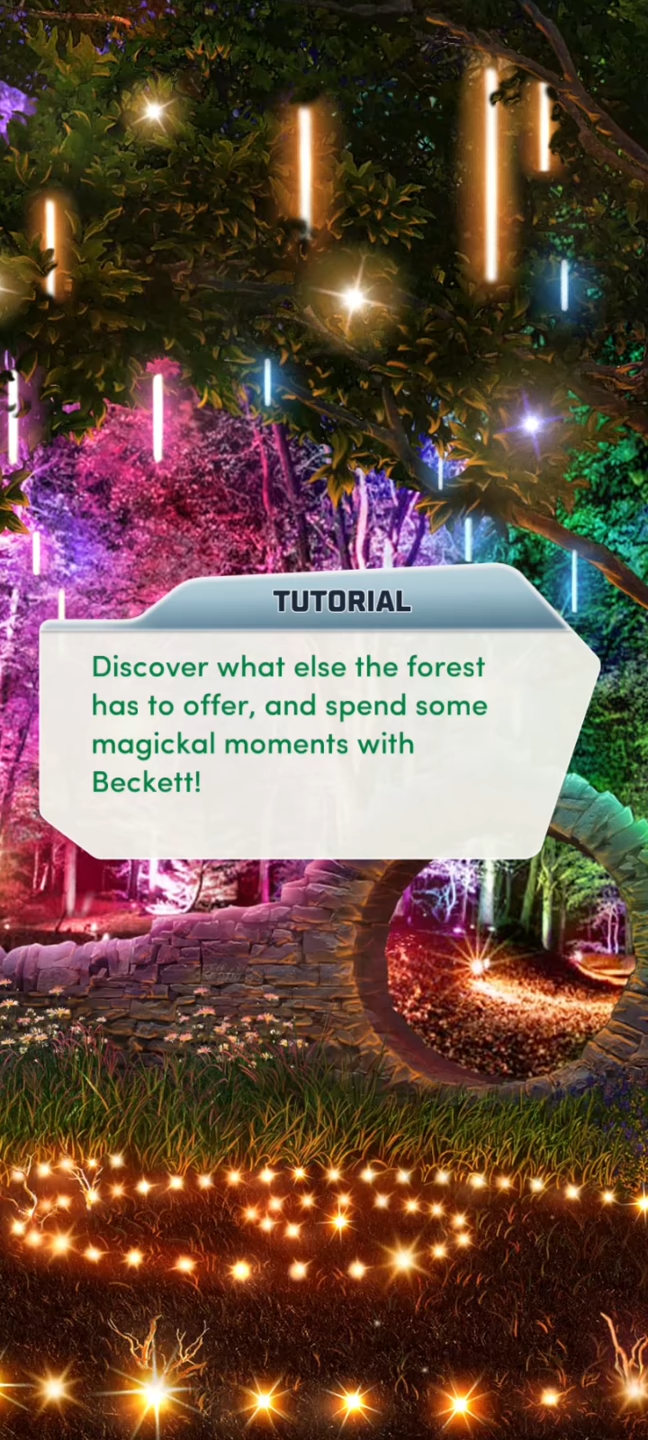 TUTORIAL
Discover what else the forest
has to offer, and spend some
magickal moments with
Beckett!